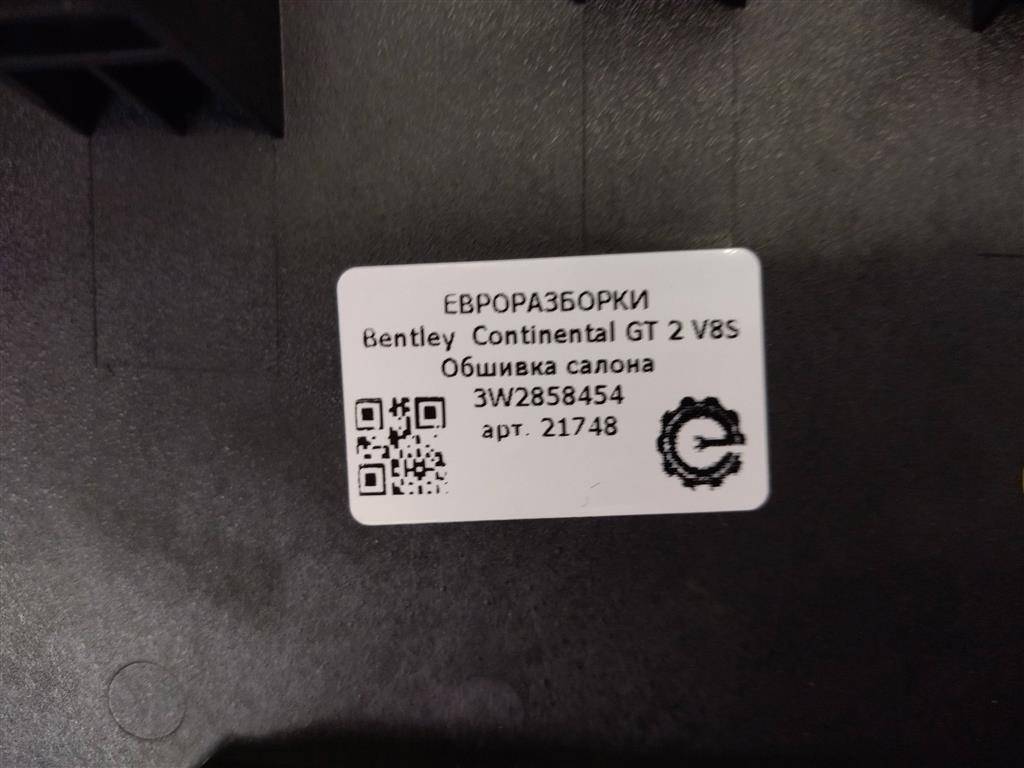 ЕВРОРАЗБОРКИ
Bentley Continental GT 2 V8S
Обшивка салона
3W2858454
арт. 21748